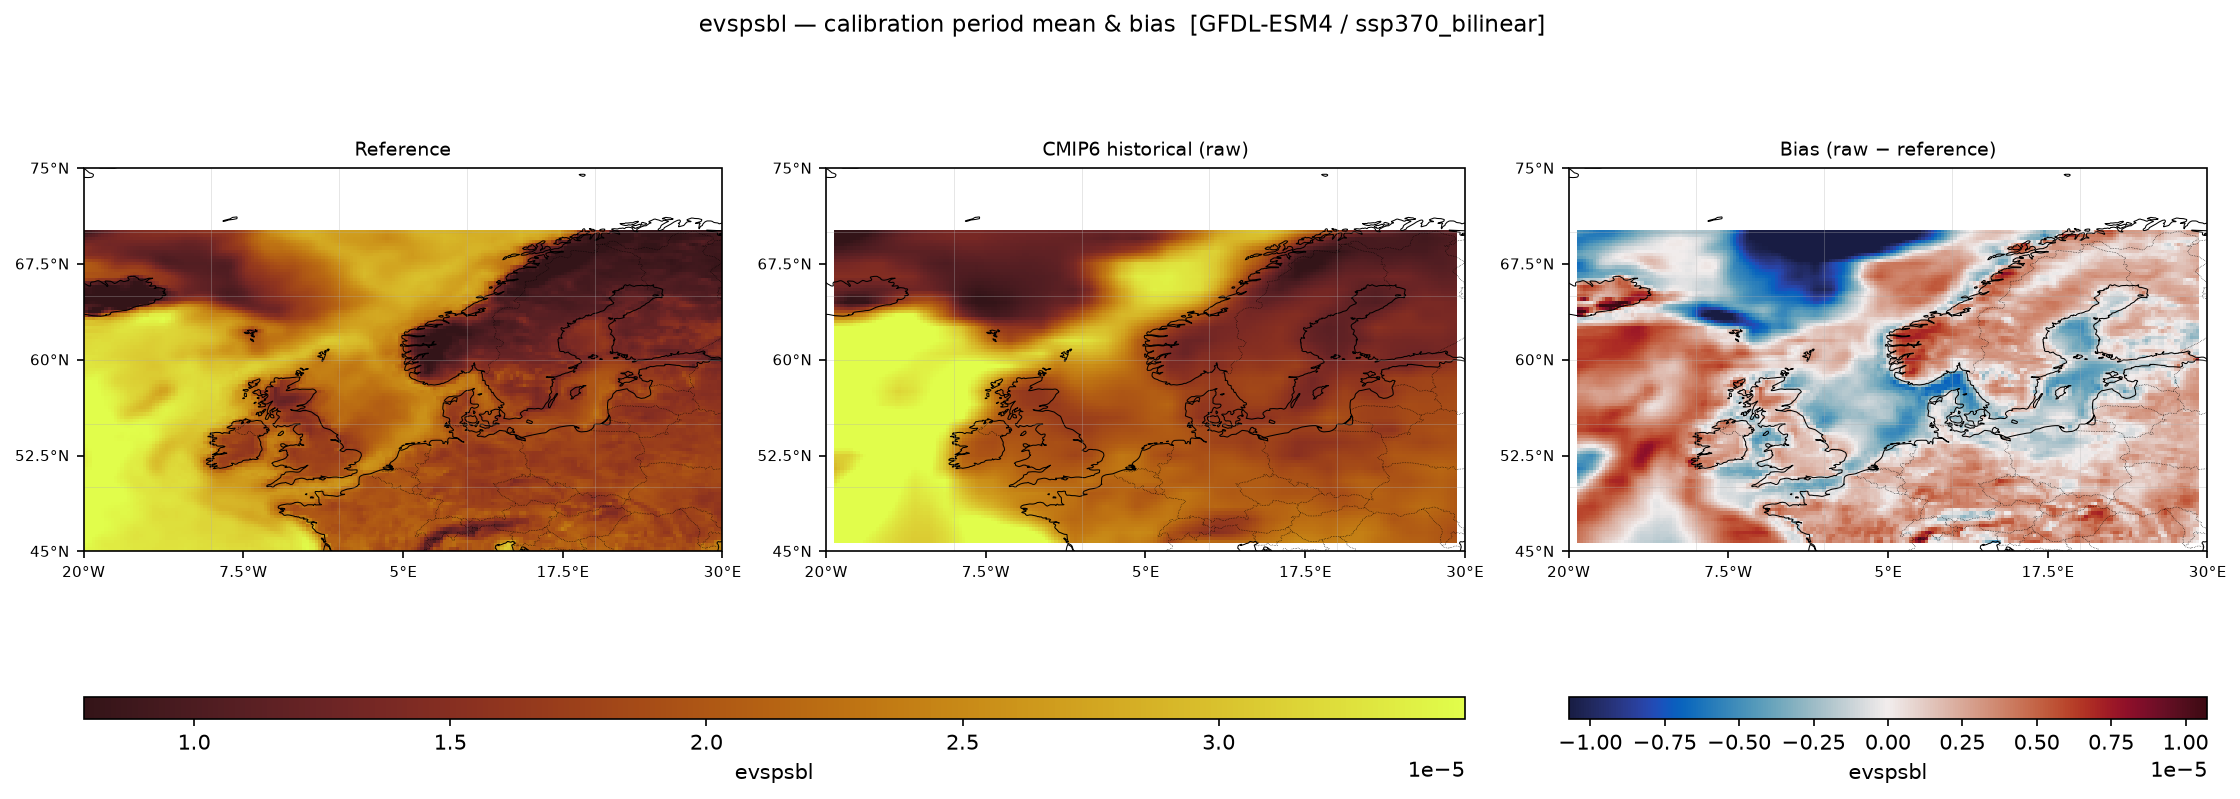 evspsbl — calibration period mean & bias  [GFDL-ESM4 / ssp370_bilinear]
Reference
CMIP6 historical (raw)
Bias (raw − reference)
75°N
67.5°N
60°N
52.5°N
45°N
20°W
7.5°W
5°E
17.5°E
30°E
75°N
67.5°N
60°N
52.5°N
45°N
20°W
7.5°W
5°E
17.5°E
30°E
75°N
67.5°N
60°N
52.5°N
45°N
20°W
7.5°W
5°E
17.5°E
30°E
1.0
1.5
2.0
2.5
3.0
1e−5
evspsbl
−1.00
−0.75
−0.50
−0.25
0.00
0.25
0.50
0.75
1.00
1e−5
evspsbl